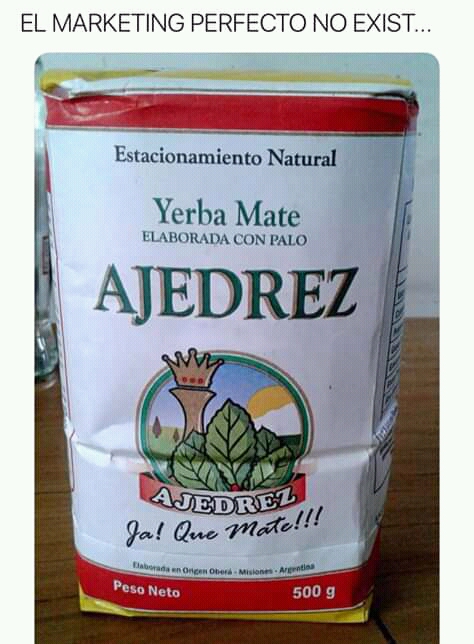 EL MARKETING PERFECTO NO EXIST...
Estacionamiento Natural
Yerba Mate
ELABORADA CON PALO
AJEDREZ
AJEDREZ
Ja! Que Mate!!!
Elaborada en Origen Oberá - Misiones - Argentina
Peso Neto
500 g